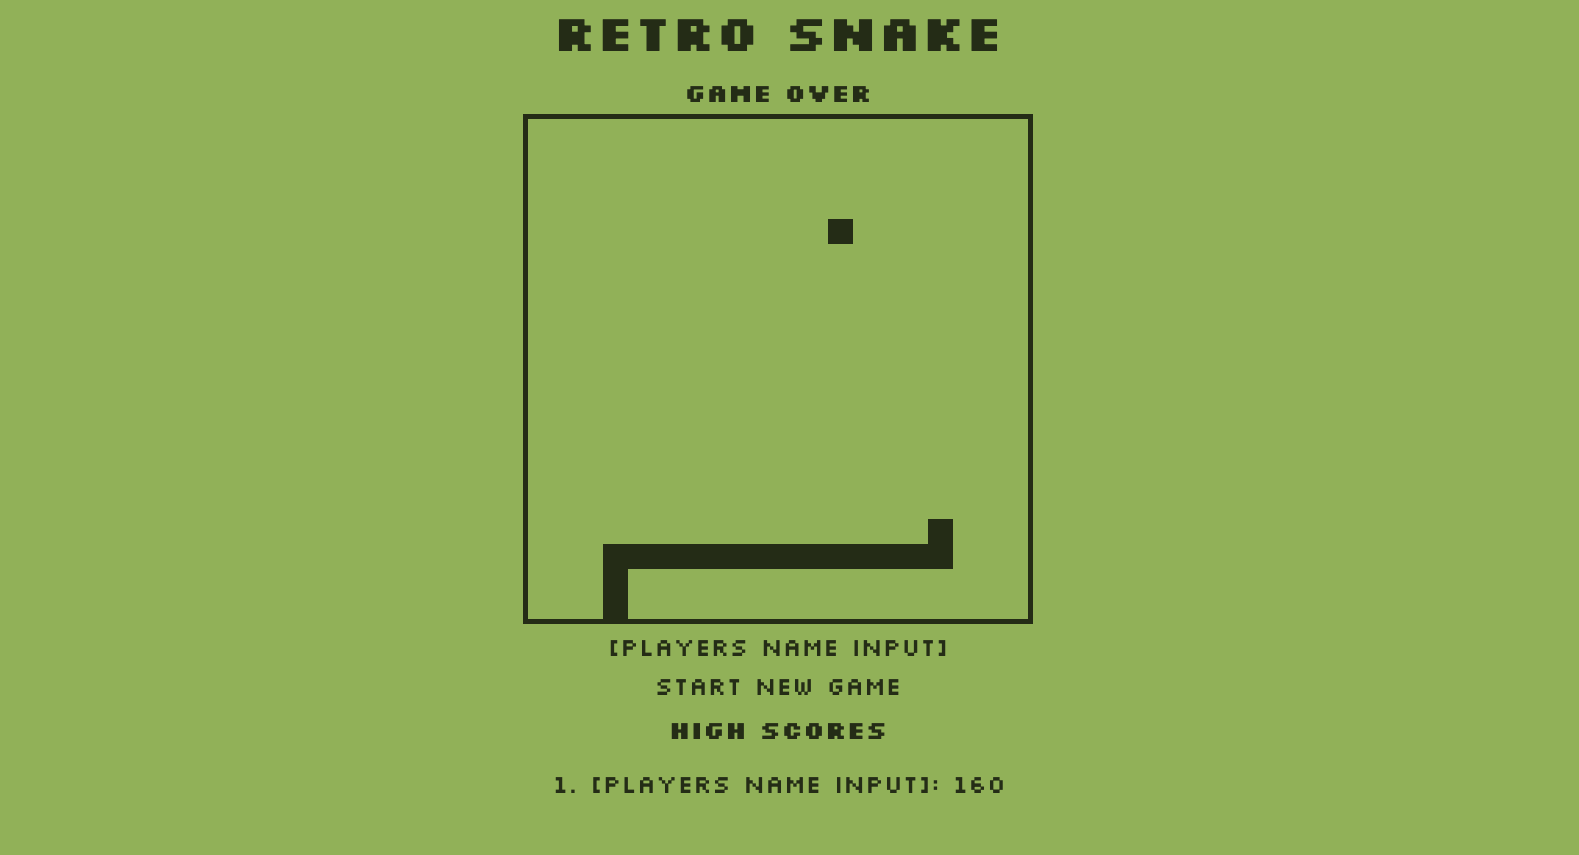 RETRO SNAKE
GAME OVER
[PLAYERS NAME INPUT]
START NEW GAME
HIGH SCORES
1. [PLAYERS NAME INPUT]: 160